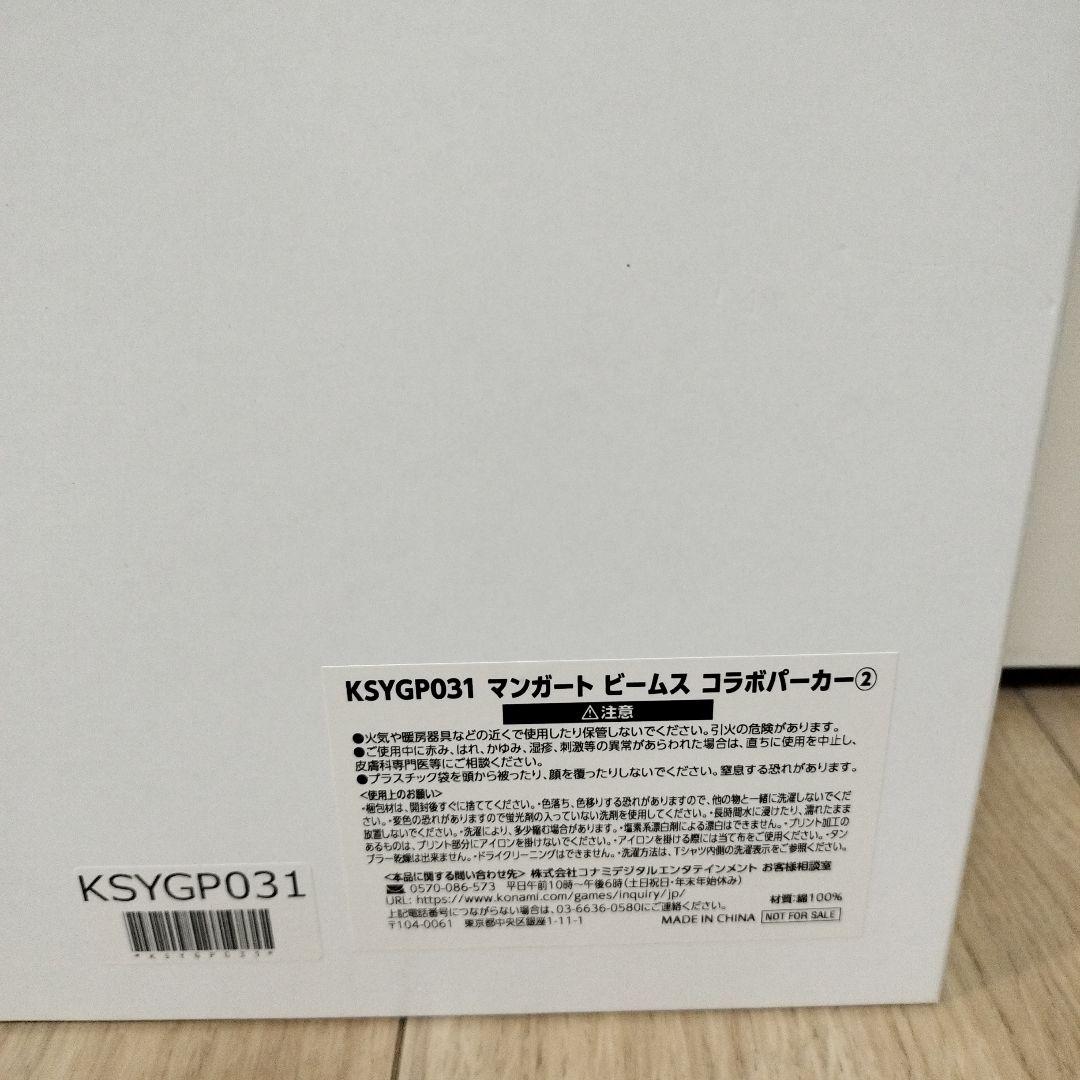 KSYGP031 マンガート ビームス コラボパーカー②
⚠注意
●火気や暖房器具などの近くで使用したり保管しないでください。引火の危険があります。
●ご使用中に赤み、はれ、かゆみ、湿疹、刺激等の異常があらわれた場合は、直ちに使用を中止し、
皮膚科専門医等にご相談ください。
●プラスチック袋を頭から被ったり、顔を覆ったりしないでください。窒息する恐れがあります。
<使用上のお願い>
・梱包材は、開封後すぐに捨ててください。・色落ち、色移りする恐れがありますので、他の物と一緒に洗濯しないでくだ
さい。・変色の恐れがありますので蛍光剤の入っていない洗剤を使用してください。・長時間水に浸けたり、濡れたまま
放置しないでください。・洗濯により、多少縮む場合があります。・塩素系漂白剤による漂白はできません。・プリント加工の
あるものは、プリント部分にアイロンを掛けないでください。・アイロンを掛ける際には当て布をご使用ください。・タン
ブラー乾燥は出来ません。・ドライクリーニングはできません。・洗濯方法は、Tシャツ内側の洗濯表示をご参照ください。
<本品に関する問い合わせ先> 株式会社コナミデジタルエンタテインメント お客様相談室
0570-086-573 平日午前10時～午後6時(土日祝日・年末年始休み)
URL: https://www.konami.com/games/inquiry/jp/
上記電話番号につながらない場合は、03-6636-0580にご連絡ください。
〒104-0061 東京都中央区銀座1-11-1
材質:綿100%
MADE IN CHINA NOT FOR SALE
KSYGP031
*KSYGP031*